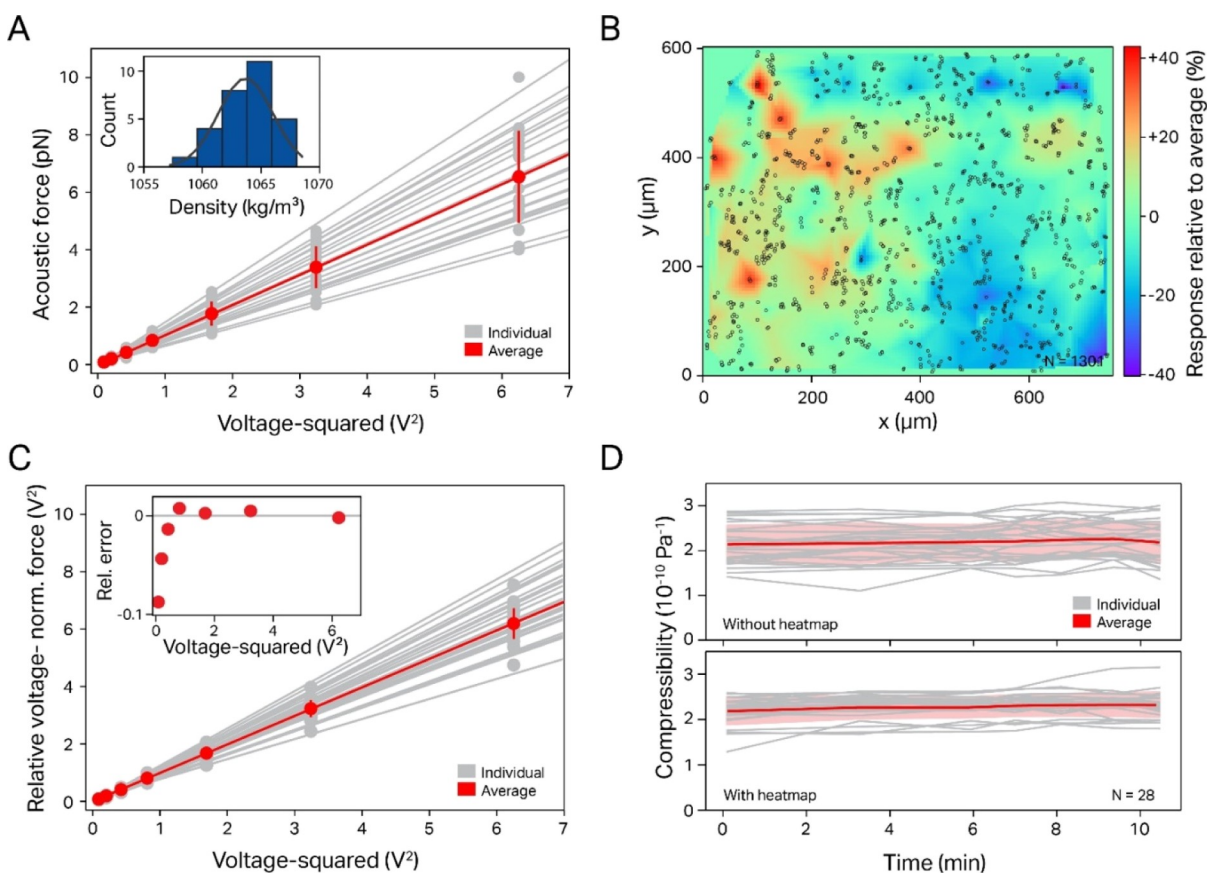 A
Acoustic force (pN)
10
8
6
4
2
0
Count
10
5
0
1055 1060 1065 1070
Density (kg/m³)
Individual
Average
0 1 2 3 4 5 6 7
Voltage-squared (V²)
B
y (µm)
600
400
200
0
N = 1301
0 200 400 600
x (µm)
+40
+20
0
-20
-40
Response relative to average (%)
C
Relative voltage- norm. force (V²)
10
8
6
4
2
0
Rel. error
0
-0.1
0 2 4 6
Voltage-squared (V²)
Individual
Average
0 1 2 3 4 5 6 7
Voltage-squared (V²)
D
Compressibility (10⁻¹⁰ Pa⁻¹)
3
2
1
0
Individual
Average
Without heatmap
3
2
1
0
With heatmap N = 28
0 2 4 6 8 10
Time (min)